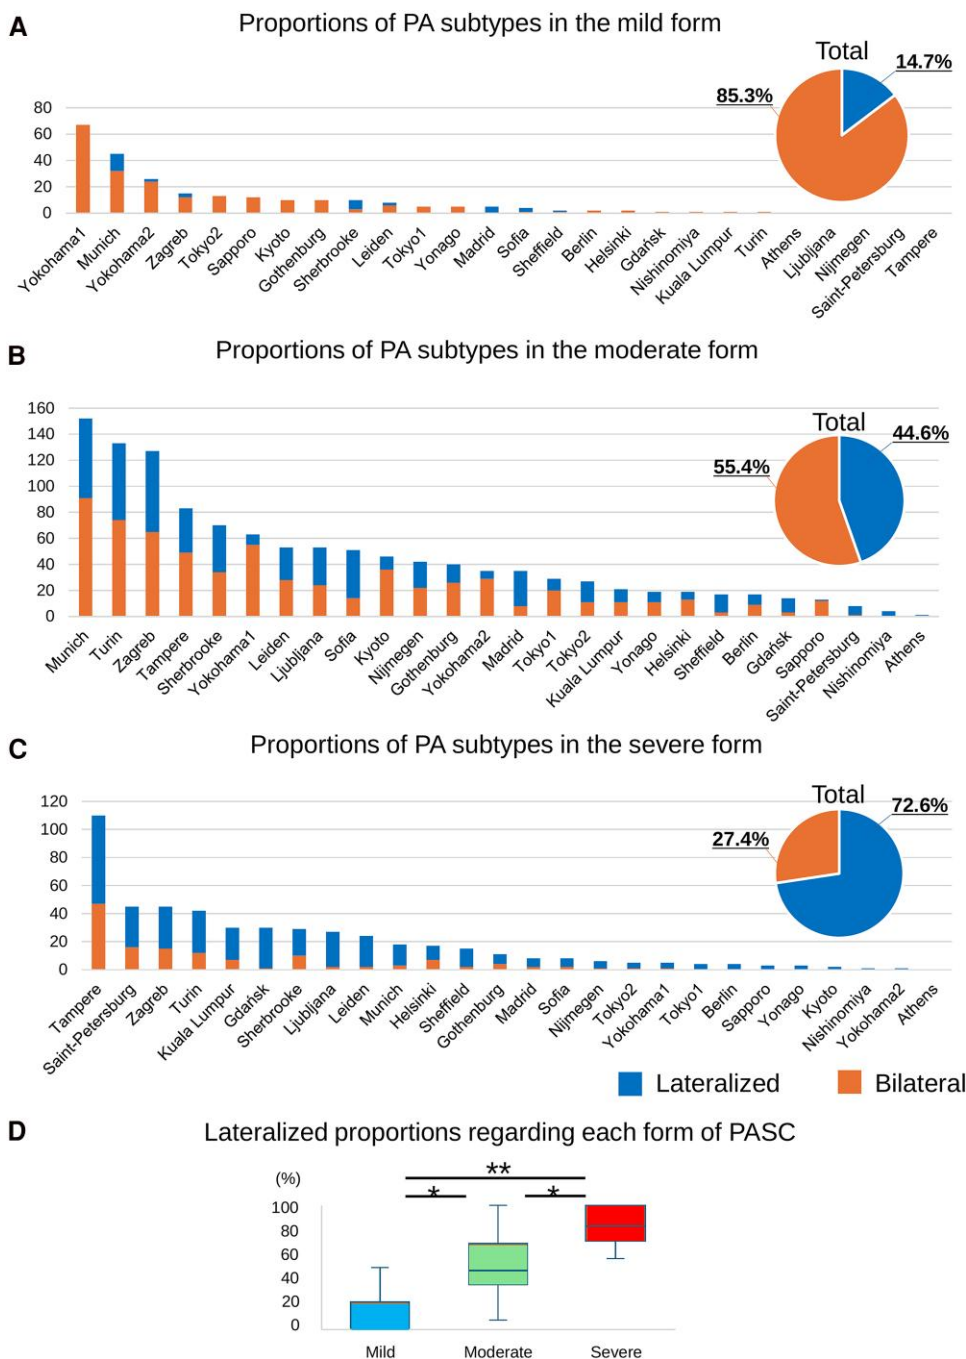 A
Proportions of PA subtypes in the mild form
Total
14.7%
85.3%
80
60
40
20
0
Yokohama1
Munich
Yokohama2
Zagreb
Tokyo2
Sapporo
Kyoto
Gothenburg
Sherbrooke
Leiden
Tokyo1
Yonago
Madrid
Sofia
Sheffield
Berlin
Helsinki
Gdańsk
Nishinomiya
Kuala Lumpur
Turin
Athens
Ljubljana
Nijmegen
Saint-Petersburg
Tampere
B
Proportions of PA subtypes in the moderate form
Total
44.6%
55.4%
160
140
120
100
80
60
40
20
0
Munich
Turin
Zagreb
Tampere
Sherbrooke
Yokohama1
Leiden
Ljubljana
Sofia
Kyoto
Nijmegen
Gothenburg
Yokohama2
Madrid
Tokyo1
Tokyo2
Kuala Lumpur
Yonago
Helsinki
Sheffield
Berlin
Gdańsk
Sapporo
Saint-Petersburg
Nishinomiya
Athens
C
Proportions of PA subtypes in the severe form
Total
72.6%
27.4%
120
100
80
60
40
20
0
Tampere
Saint-Petersburg
Zagreb
Turin
Kuala Lumpur
Gdańsk
Sherbrooke
Ljubljana
Leiden
Munich
Helsinki
Sheffield
Gothenburg
Madrid
Sofia
Nijmegen
Tokyo2
Yokohama1
Tokyo1
Berlin
Sapporo
Yonago
Kyoto
Nishinomiya
Yokohama2
Athens
Lateralized
Bilateral
D
Lateralized proportions regarding each form of PASC
(%)
**
*
*
100
80
60
40
20
0
Mild
Moderate
Severe